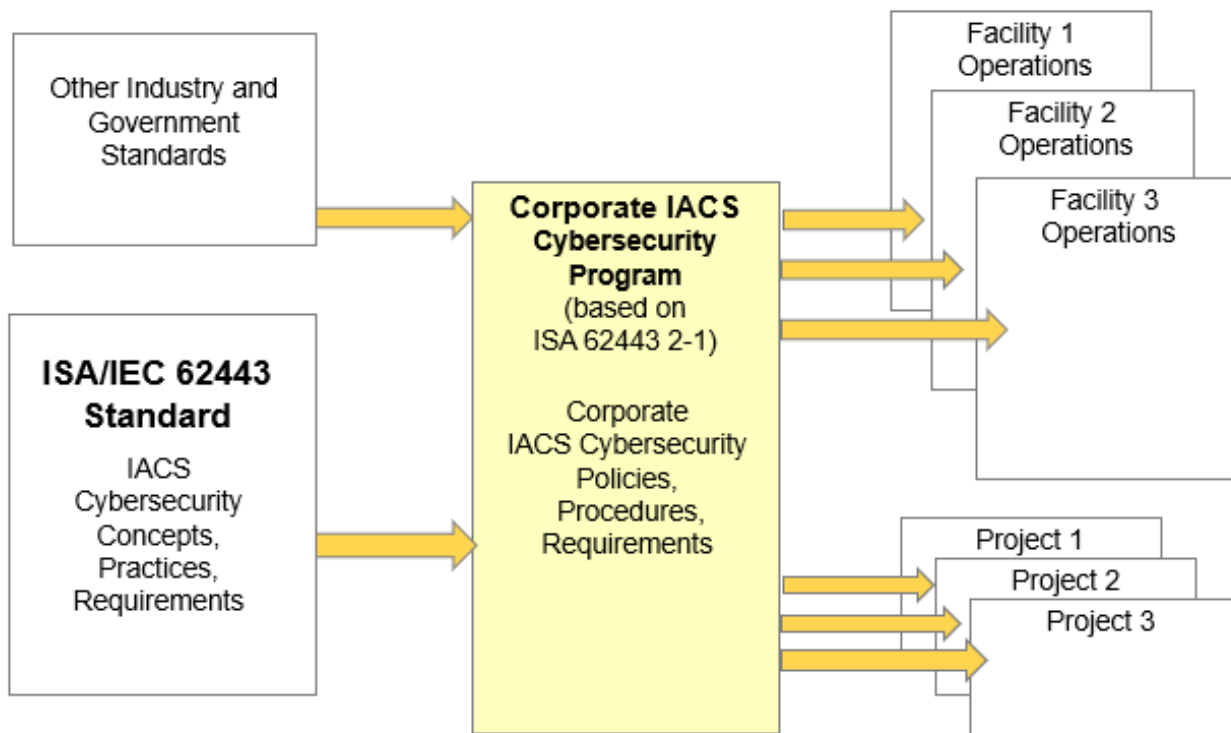 Other Industry and
Government
Standards
ISA/IEC 62443
Standard
IACS
Cybersecurity
Concepts,
Practices,
Requirements
Corporate IACS
Cybersecurity
Program
(based on
ISA 62443 2-1)
Corporate
IACS Cybersecurity
Policies,
Procedures,
Requirements
Facility 1
Operations
Facility 2
Operations
Facility 3
Operations
Project 1
Project 2
Project 3